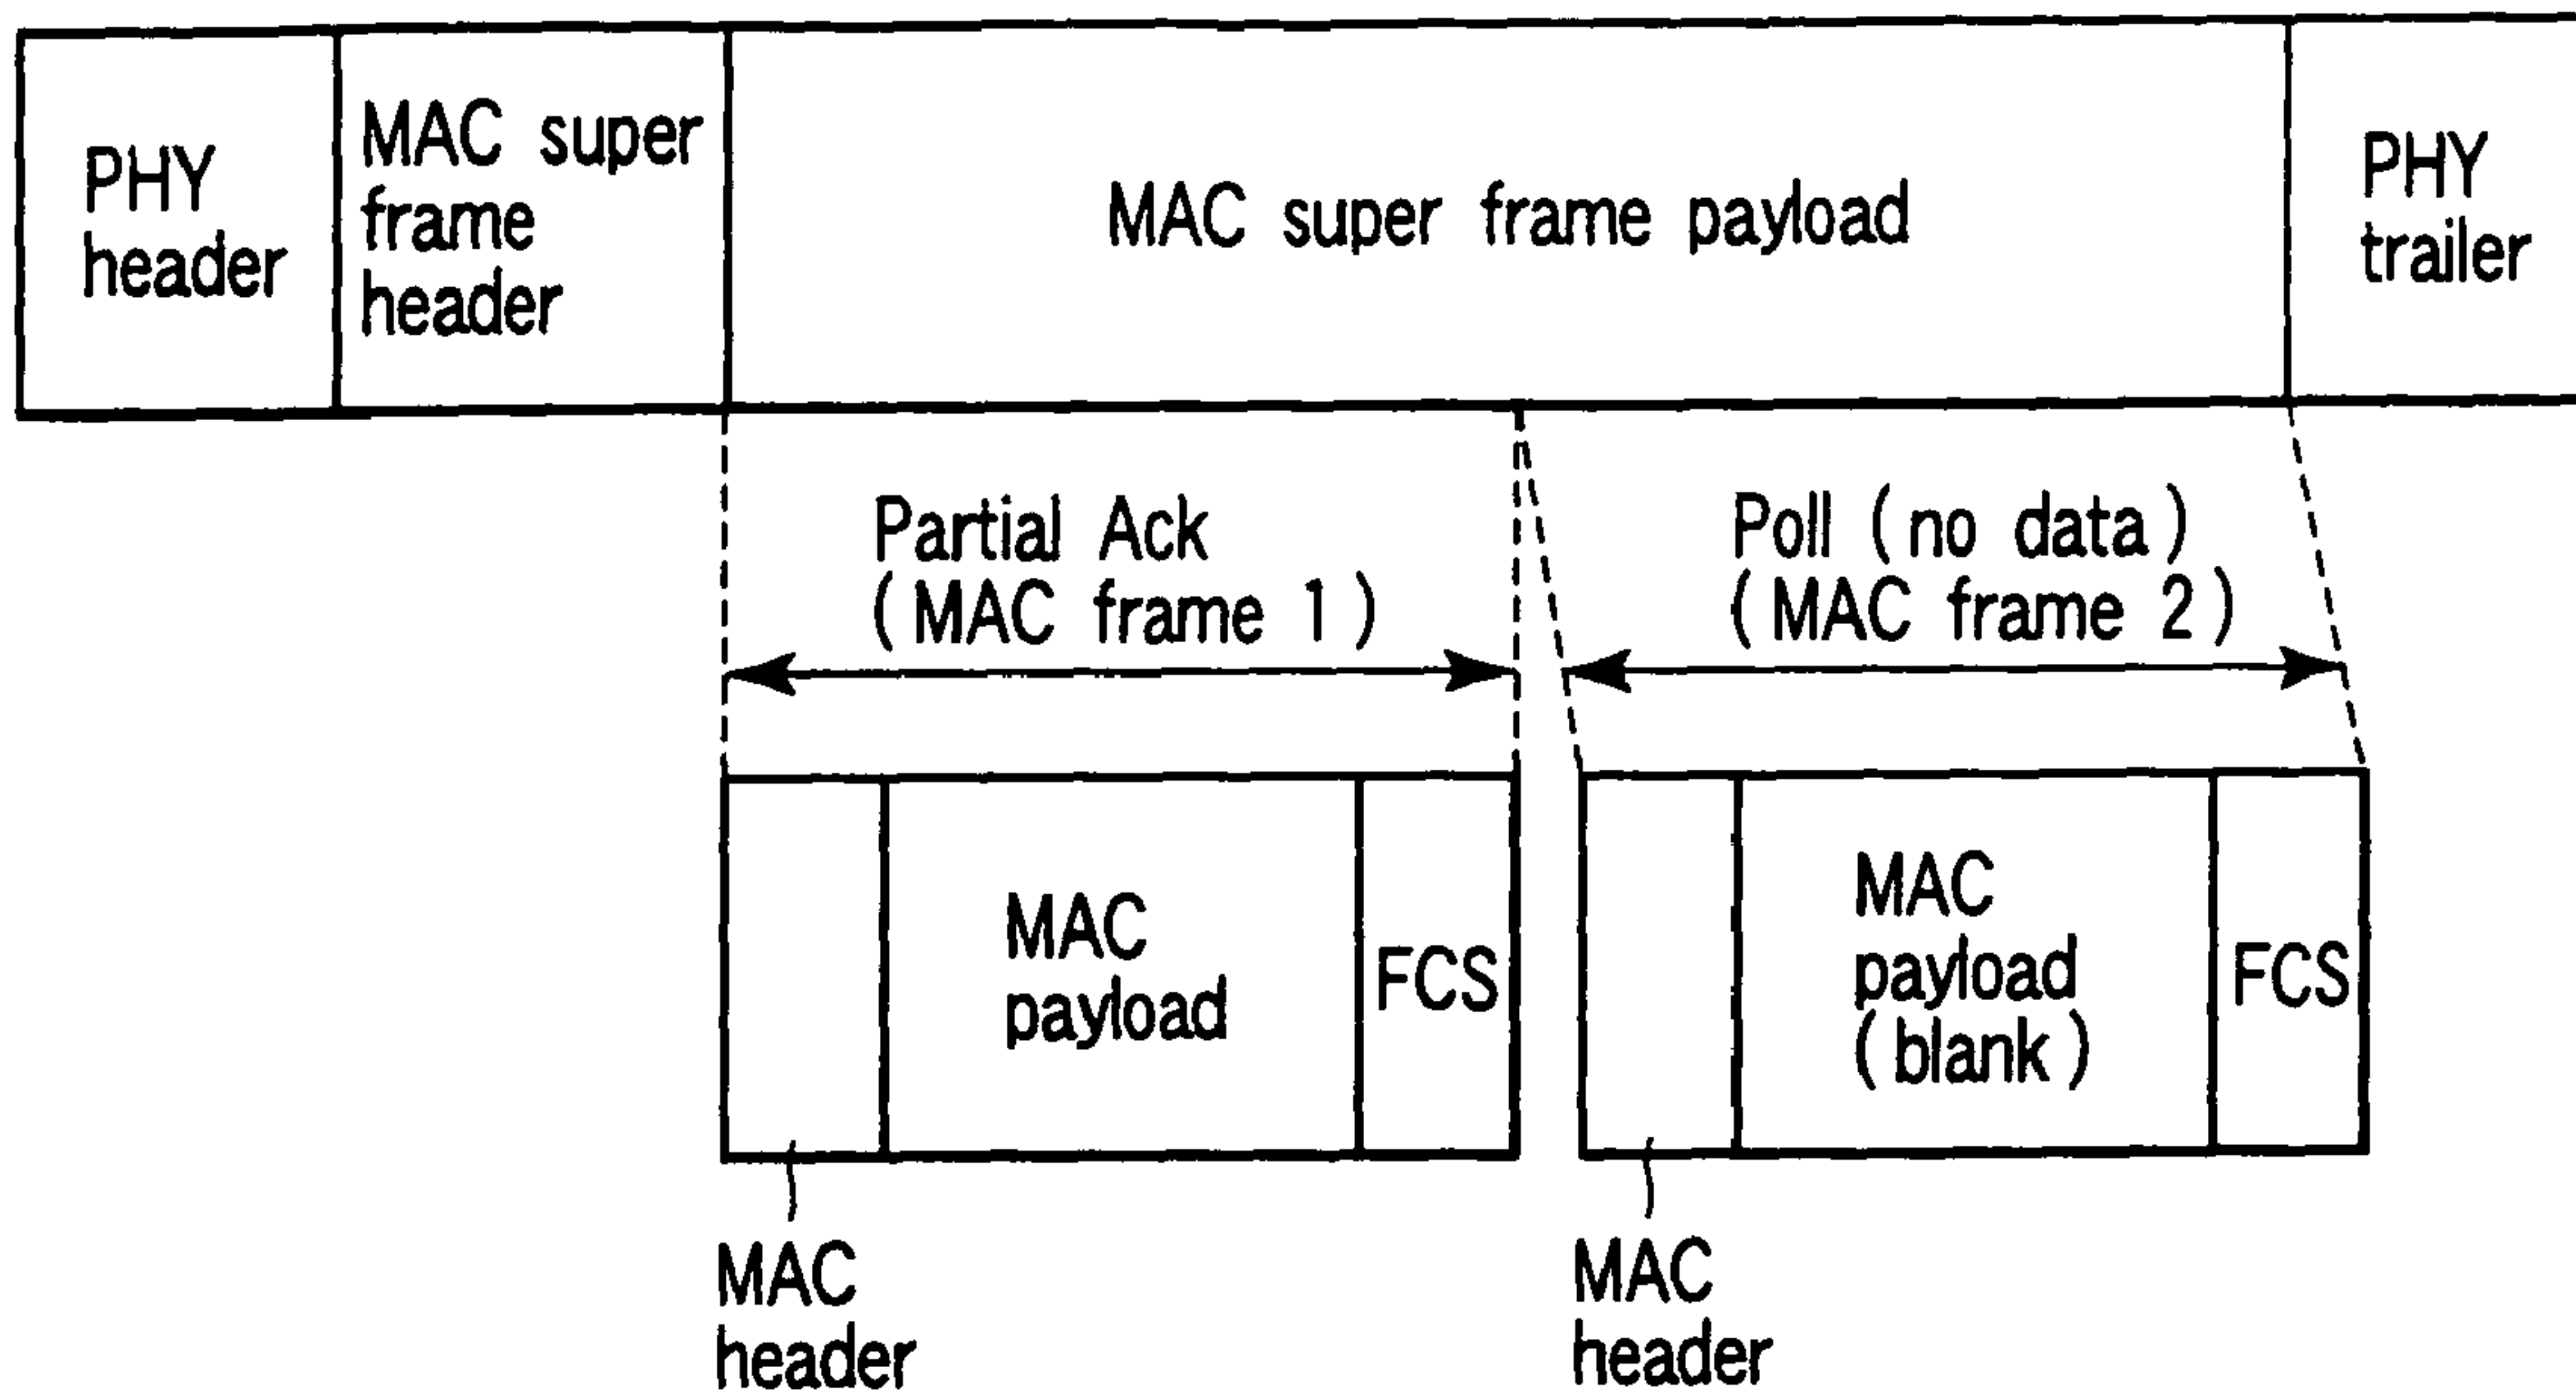 PHY
header
MAC super
frame
header
MAC super frame payload
PHY
trailer
Partial Ack
(MAC frame 1)
Poll (no data)
(MAC frame 2)
MAC
payload
FCS
MAC
payload
(blank)
FCS
MAC
header
MAC
header